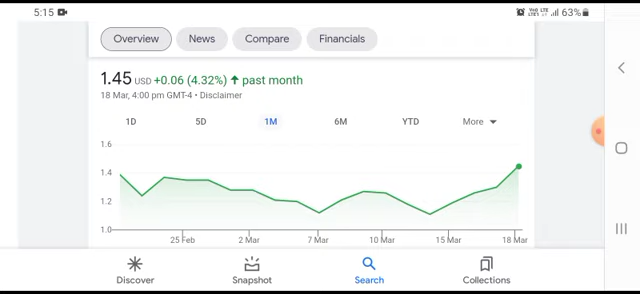 5:15 63%
Overview News Compare Financials
1.45 USD +0.06 (4.32%) past month
18 Mar, 4:00 pm GMT-4 • Disclaimer
1D 5D 1M 6M YTD More
1.6
1.4
1.2
1.0
25 Feb 2 Mar 7 Mar 10 Mar 15 Mar 18 Mar
Discover Snapshot Search Collections